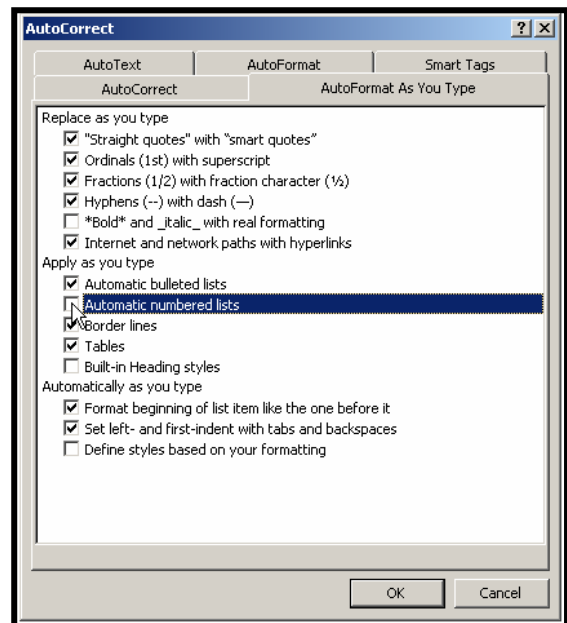 AutoCorrect
AutoText AutoFormat Smart Tags
AutoCorrect AutoFormat As You Type
Replace as you type
"Straight quotes" with “smart quotes”
Ordinals (1st) with superscript
Fractions (1/2) with fraction character (½)
Hyphens (--) with dash (—)
*Bold* and _italic_ with real formatting
Internet and network paths with hyperlinks
Apply as you type
Automatic bulleted lists
Automatic numbered lists
Border lines
Tables
Built-in Heading styles
Automatically as you type
Format beginning of list item like the one before it
Set left- and first-indent with tabs and backspaces
Define styles based on your formatting
OK Cancel